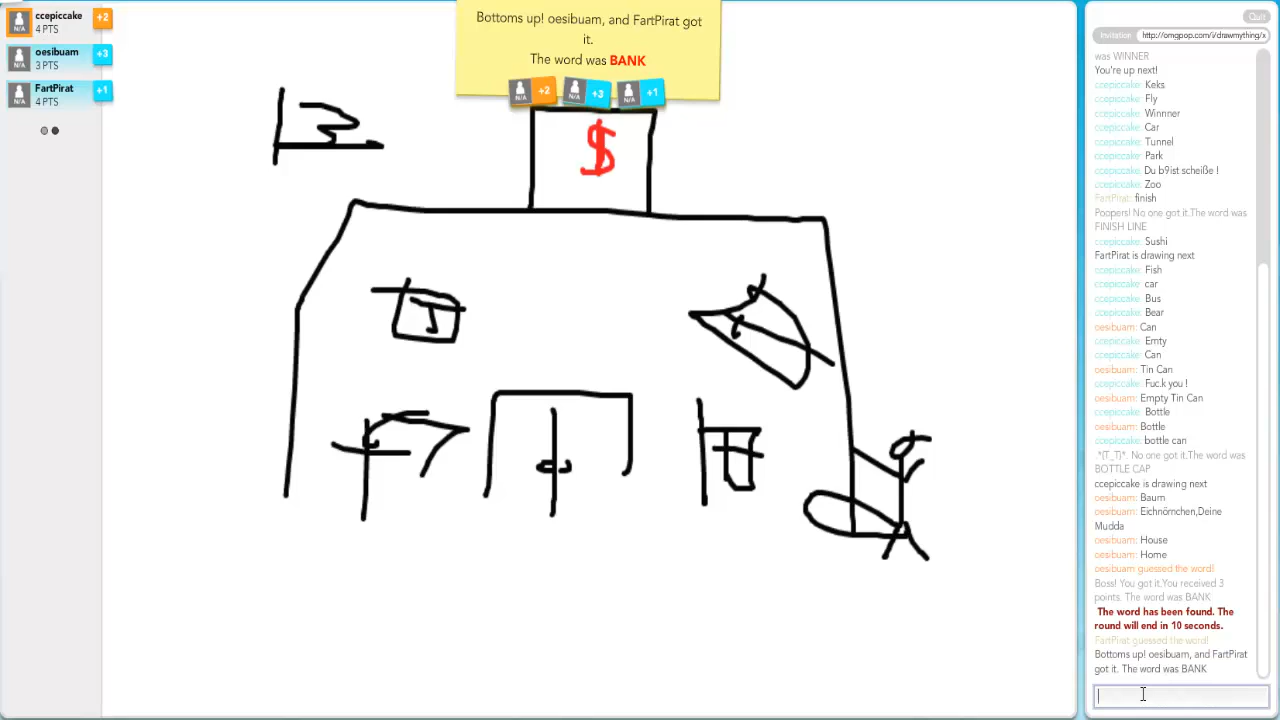 ccepiccake
4 PTS
+2
oesibuam
3 PTS
+3
FartPirat
4 PTS
+1
N/A
N/A
N/A
Bottoms up! oesibuam, and FartPirat got
it.
The word was BANK
N/A +2 N/A +3 N/A +1
$
Quit
Invitation http://omgpop.com/i/drawmything/x
was WINNER
You're up next!
ccepiccake: Keks
ccepiccake: Fly
ccepiccake: Winnner
ccepiccake: Car
ccepiccake: Tunnel
ccepiccake: Park
ccepiccake: Du b9ist scheiße !
ccepiccake: Zoo
FartPirat: finish
Poopers! No one got it.The word was
FINISH LINE
ccepiccake: Sushi
FartPirat is drawing next
ccepiccake: Fish
ccepiccake: car
ccepiccake: Bus
ccepiccake: Bear
oesibuam: Can
ccepiccake: Emty
ccepiccake: Can
oesibuam: Tin Can
ccepiccake: Fuc.k you !
oesibuam: Empty Tin Can
ccepiccake: Bottle
oesibuam: Bottle
ccepiccake: bottle can
*(T_T)*. No one got it.The word was
BOTTLE CAP
ccepiccake is drawing next
oesibuam: Baum
oesibuam: Eichnörnchen,Deine
Mudda
oesibuam: House
oesibuam: Home
oesibuam guessed the word!
Boss! You got it.You received 3
points. The word was BANK
The word has been found. The
round will end in 10 seconds.
FartPirat guessed the word!
Bottoms up! oesibuam, and FartPirat
got it. The word was BANK